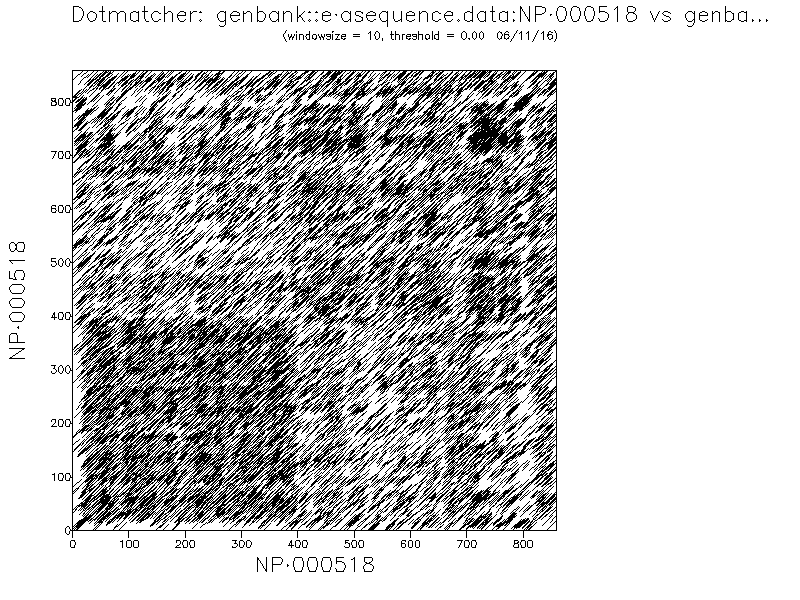 Dotmatcher: genbank::e·asequence.data:NP·000518 vs genba...
(windowsize = 10, threshold = 0.00 06/11/16)
800
700
600
500
400
300
200
100
0
NP·000518
0 100 200 300 400 500 600 700 800
NP·000518